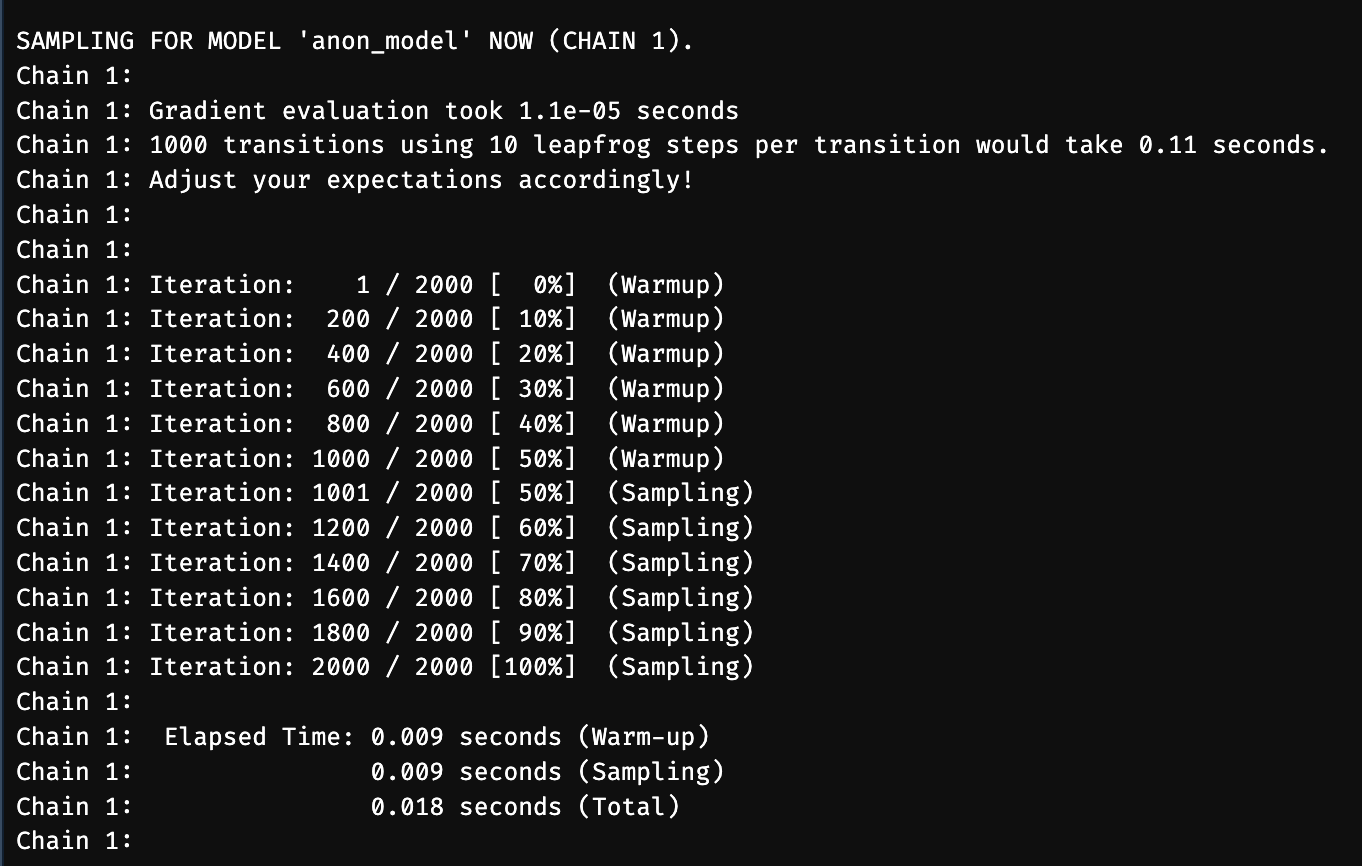 SAMPLING FOR MODEL 'anon_model' NOW (CHAIN 1).
Chain 1:
Chain 1: Gradient evaluation took 1.1e-05 seconds
Chain 1: 1000 transitions using 10 leapfrog steps per transition would take 0.11 seconds.
Chain 1: Adjust your expectations accordingly!
Chain 1:
Chain 1:
Chain 1: Iteration:    1 / 2000 [  0%]  (Warmup)
Chain 1: Iteration:  200 / 2000 [ 10%]  (Warmup)
Chain 1: Iteration:  400 / 2000 [ 20%]  (Warmup)
Chain 1: Iteration:  600 / 2000 [ 30%]  (Warmup)
Chain 1: Iteration:  800 / 2000 [ 40%]  (Warmup)
Chain 1: Iteration: 1000 / 2000 [ 50%]  (Warmup)
Chain 1: Iteration: 1001 / 2000 [ 50%]  (Sampling)
Chain 1: Iteration: 1200 / 2000 [ 60%]  (Sampling)
Chain 1: Iteration: 1400 / 2000 [ 70%]  (Sampling)
Chain 1: Iteration: 1600 / 2000 [ 80%]  (Sampling)
Chain 1: Iteration: 1800 / 2000 [ 90%]  (Sampling)
Chain 1: Iteration: 2000 / 2000 [100%]  (Sampling)
Chain 1:
Chain 1:  Elapsed Time: 0.009 seconds (Warm-up)
Chain 1:                0.009 seconds (Sampling)
Chain 1:                0.018 seconds (Total)
Chain 1: